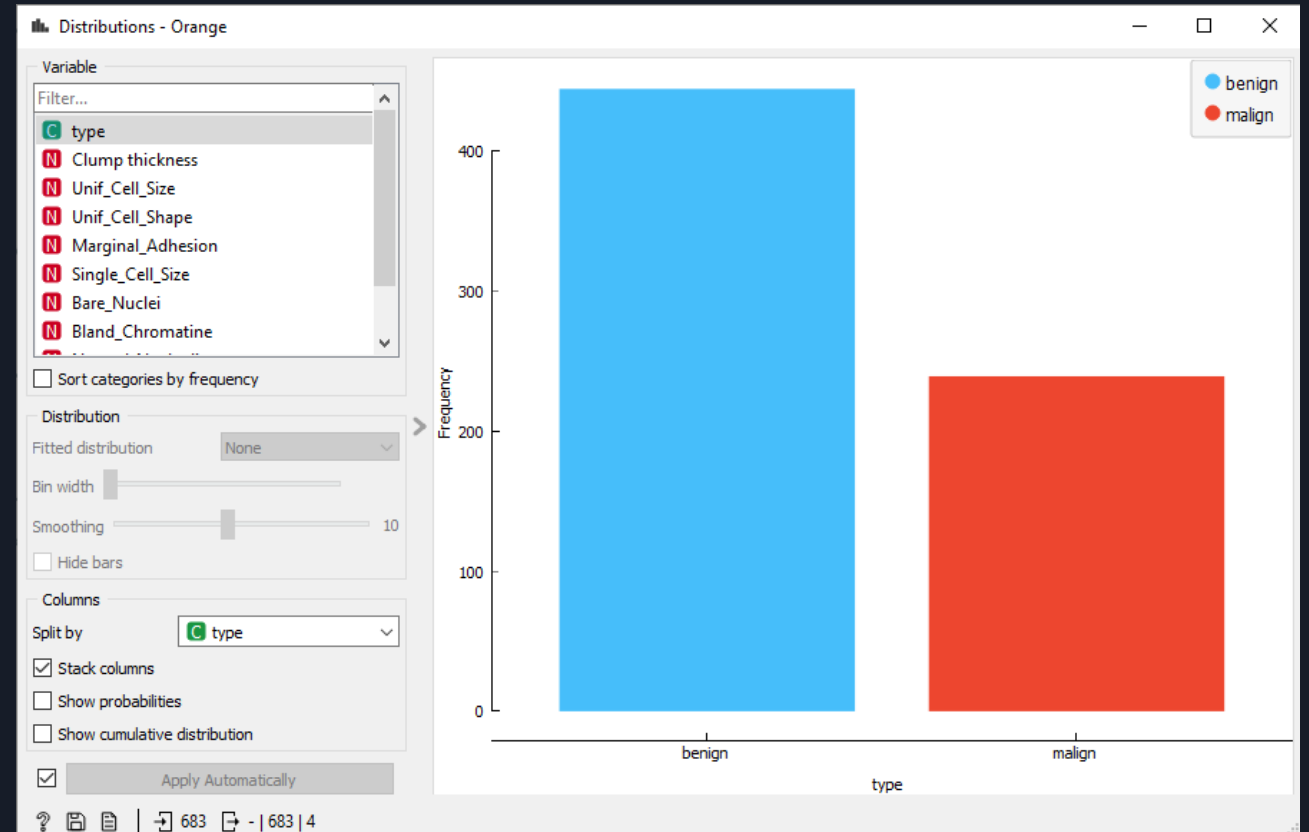 Distributions - Orange
Variable
Filter...
C type
N Clump thickness
N Unif_Cell_Size
N Unif_Cell_Shape
N Marginal_Adhesion
N Single_Cell_Size
N Bare_Nuclei
N Bland_Chromatine
Sort categories by frequency
Distribution
Fitted distribution None
Bin width
Smoothing 10
Hide bars
Columns
Split by C type
Stack columns
Show probabilities
Show cumulative distribution
Apply Automatically
? 683 - | 683 | 4
benign
malign
400
300
200
100
0
Frequency
benign malign
type